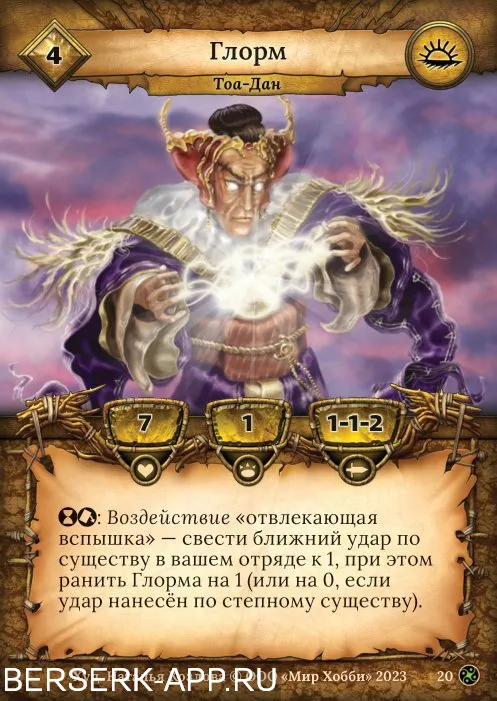 4
Глорм
Тоа-Дан
7
1
1-1-2
: Воздействие «отвлекающая
вспышка» — свести ближний удар по
существу в вашем отряде к 1, при этом
ранить Глорма на 1 (или на 0, если
удар нанесён по степному существу).
© ООО «Мир Хобби» 2023
20
BERSERK-APP.RU